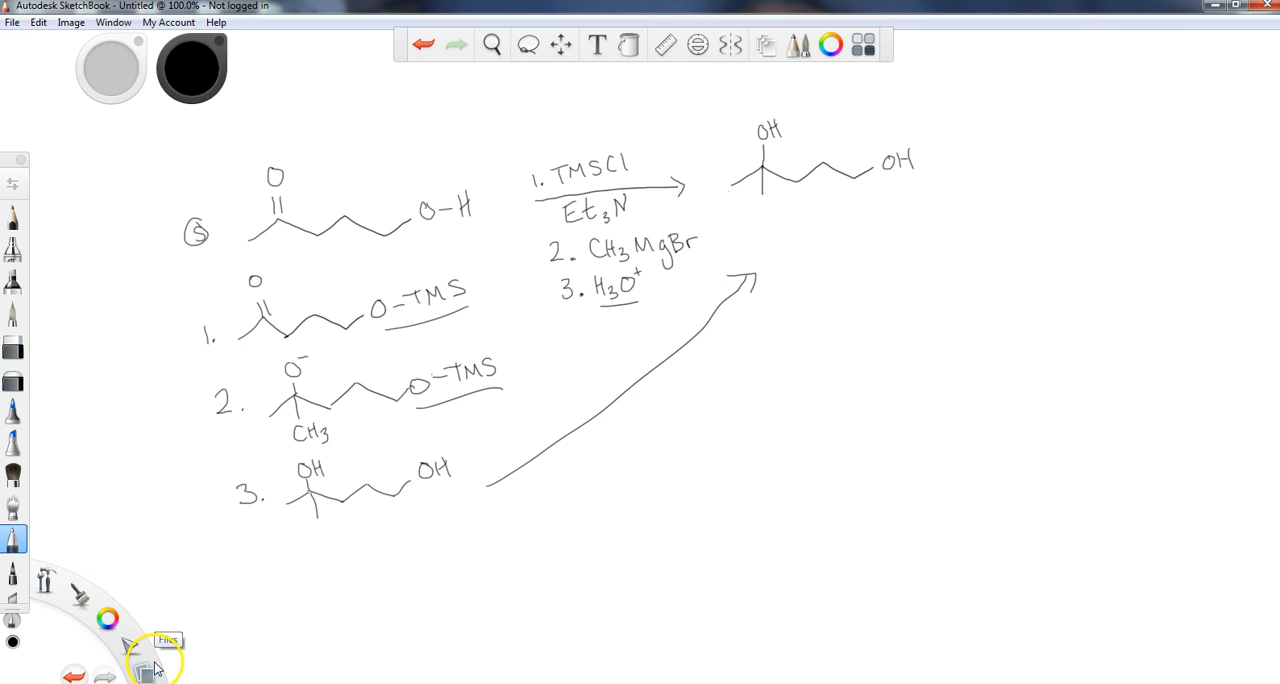 Autodesk SketchBook - Untitled @ 100.0% - Not logged in
File Edit Image Window My Account Help
T
OH
OH
O
1. TMSCl
Et₃N
5
O-H
2. CH₃MgBr
3. H₃O⁺
O
1.
O-TMS
O⁻
2.
O-TMS
CH₃
OH
3.
OH
Files